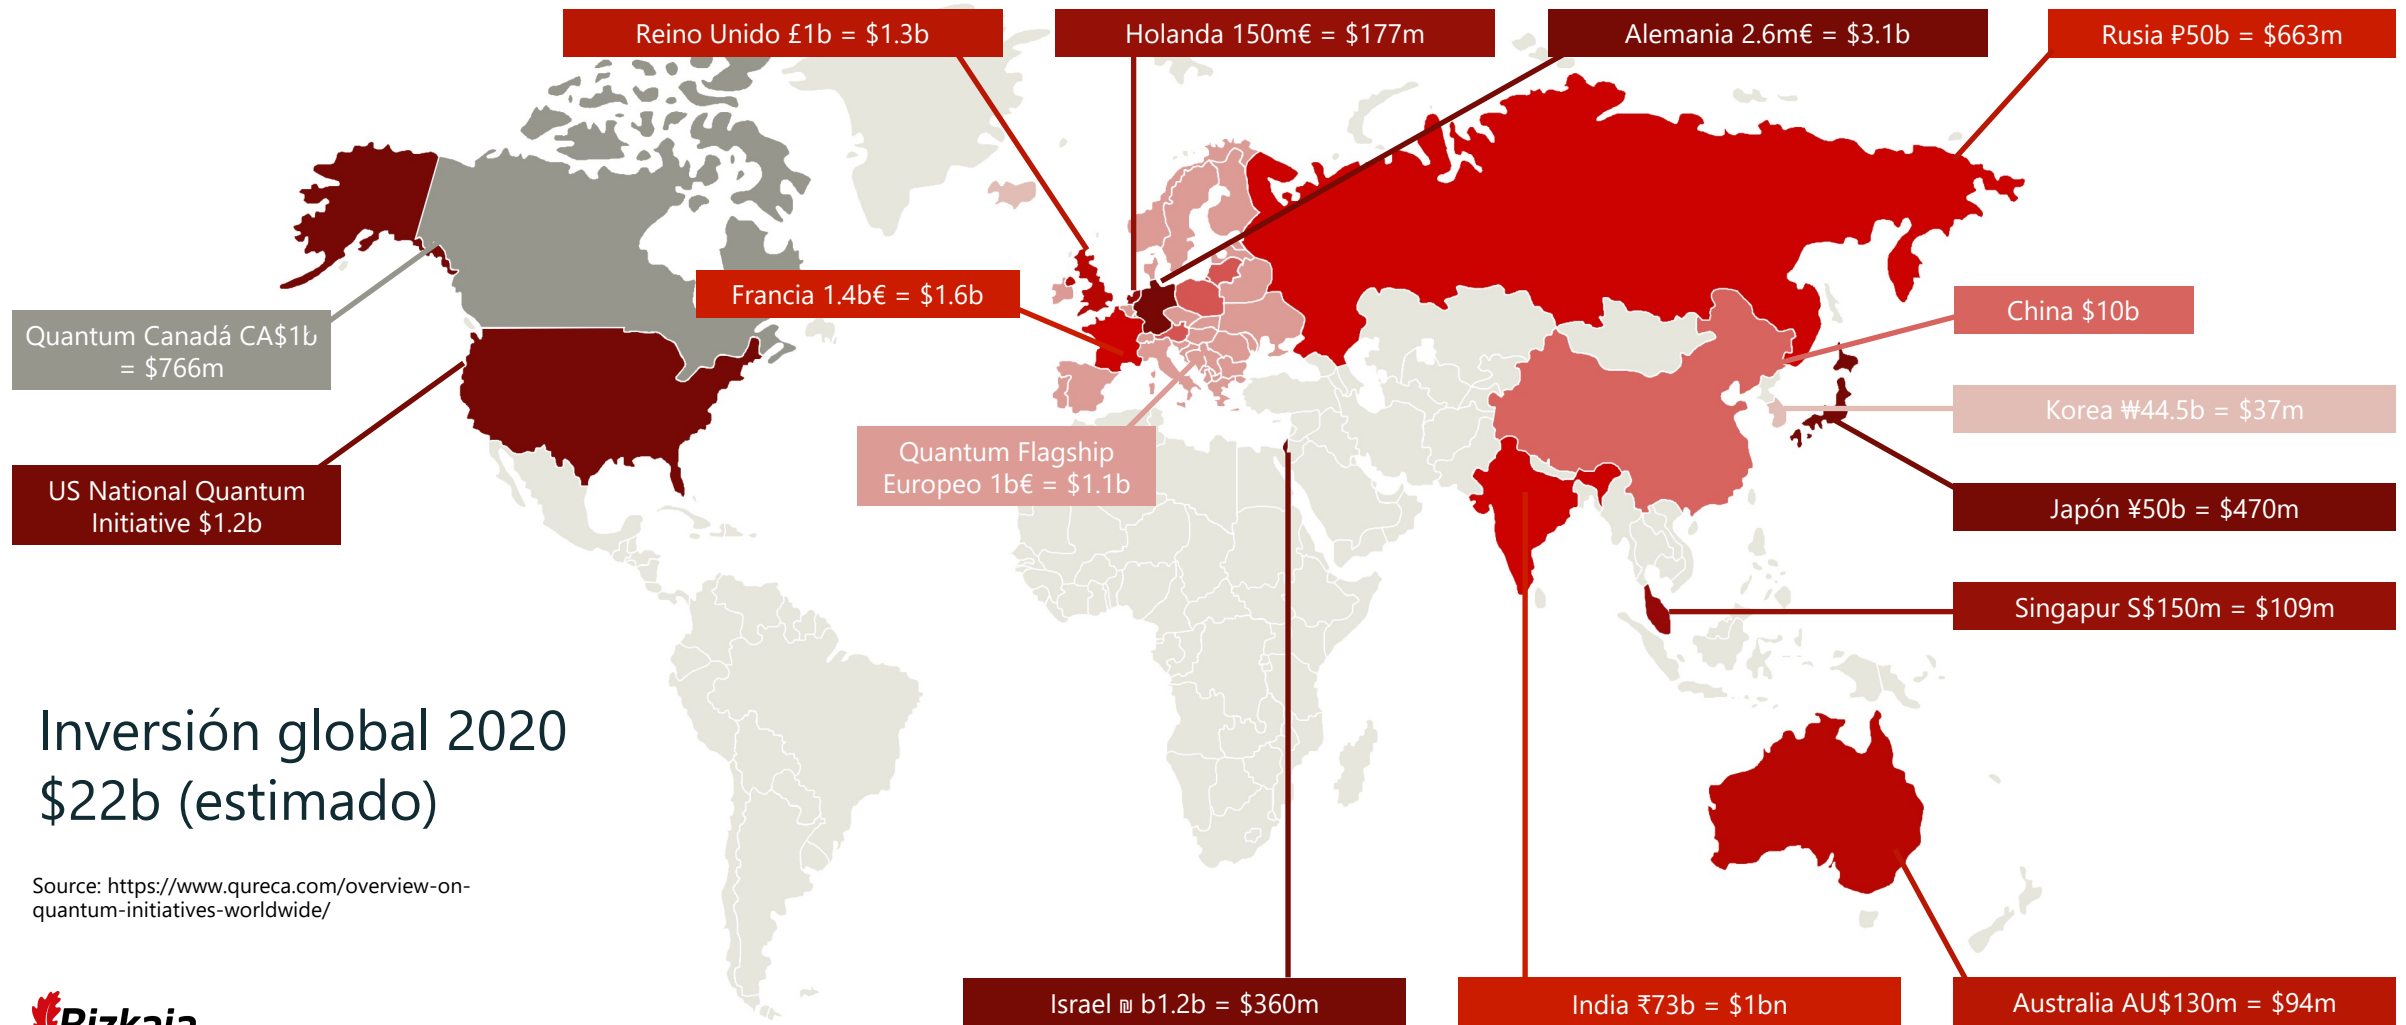 Reino Unido £1b = $1.3b
Holanda 150m€ = $177m
Alemania 2.6m€ = $3.1b
Rusia ₽50b = $663m
Francia 1.4b€ = $1.6b
China $10b
Quantum Canadá CA$1b
= $766m
Korea ₩44.5b = $37m
Quantum Flagship
Europeo 1b€ = $1.1b
US National Quantum
Initiative $1.2b
Japón ¥50b = $470m
Singapur S$150m = $109m
Inversión global 2020
$22b (estimado)
Source: https://www.qureca.com/overview-on-
quantum-initiatives-worldwide/
Israel ₪ b1.2b = $360m
India ₹73b = $1bn
Australia AU$130m = $94m
Bizkaia